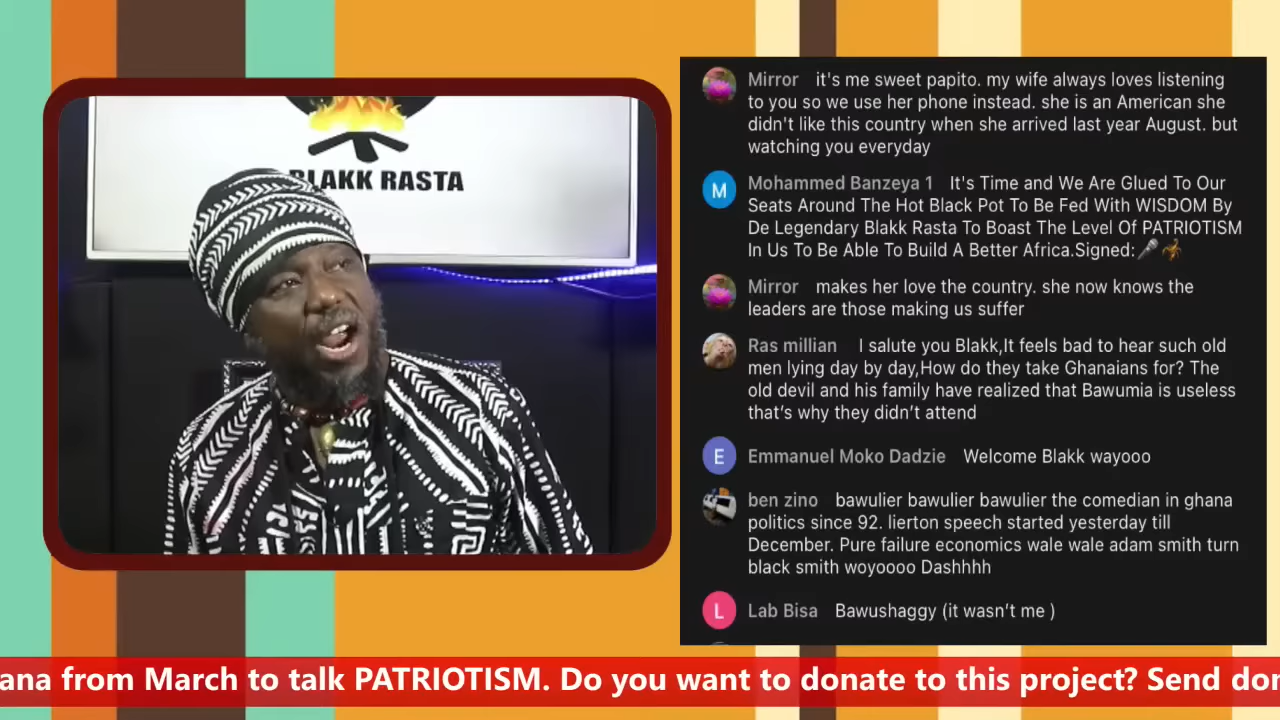 BLAKK RASTA
Mirror it's me sweet papito. my wife always loves listening
to you so we use her phone instead. she is an American she
didn't like this country when she arrived last year August. but
watching you everyday
M Mohammed Banzeya 1 It's Time and We Are Glued To Our
Seats Around The Hot Black Pot To Be Fed With WISDOM By
De Legendary Blakk Rasta To Boast The Level Of PATRIOTISM
In Us To Be Able To Build A Better Africa.Signed:🎤
Mirror makes her love the country. she now knows the
leaders are those making us suffer
Ras millian I salute you Blakk,It feels bad to hear such old
men lying day by day,How do they take Ghanaians for? The
old devil and his family have realized that Bawumia is useless
that’s why they didn’t attend
E Emmanuel Moko Dadzie Welcome Blakk wayooo
ben zino bawulier bawulier bawulier the comedian in ghana
politics since 92. lierton speech started yesterday till
December. Pure failure economics wale wale adam smith turn
black smith woyoooo Dashhhh
L Lab Bisa Bawushaggy (it wasn’t me )
ana from March to talk PATRIOTISM. Do you want to donate to this project? Send don